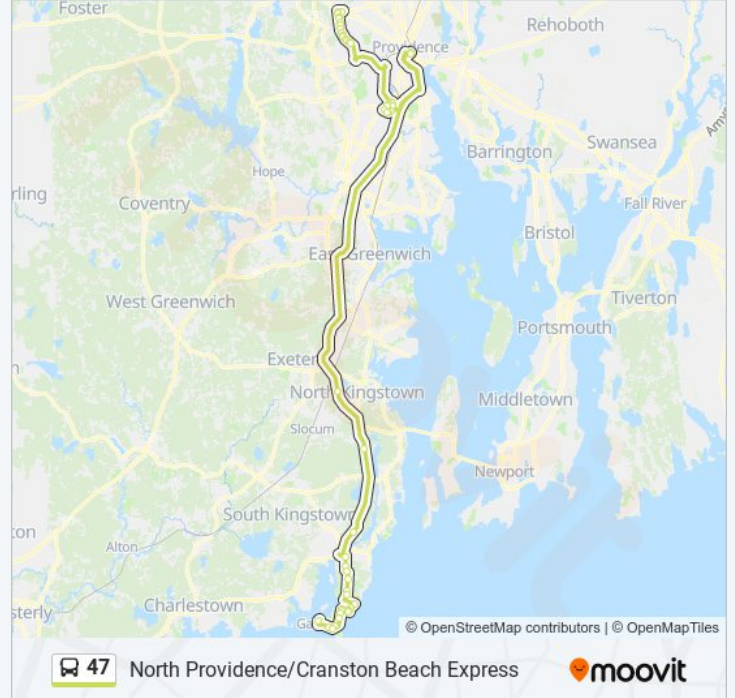 Foster
Rehoboth
Providence
Swansea
Barrington
Hope
rling
Coventry
Fall River
Bristol
East Greenwich
West Greenwich
Tiverton
Portsmouth
Exeter
North Kingstown
Middletown
Slocum
Newport
South Kingstown
ton
Alton
sterly
Charlestown
© OpenStreetMap contributors | © OpenMapTiles
47 North Providence/Cranston Beach Express moovit